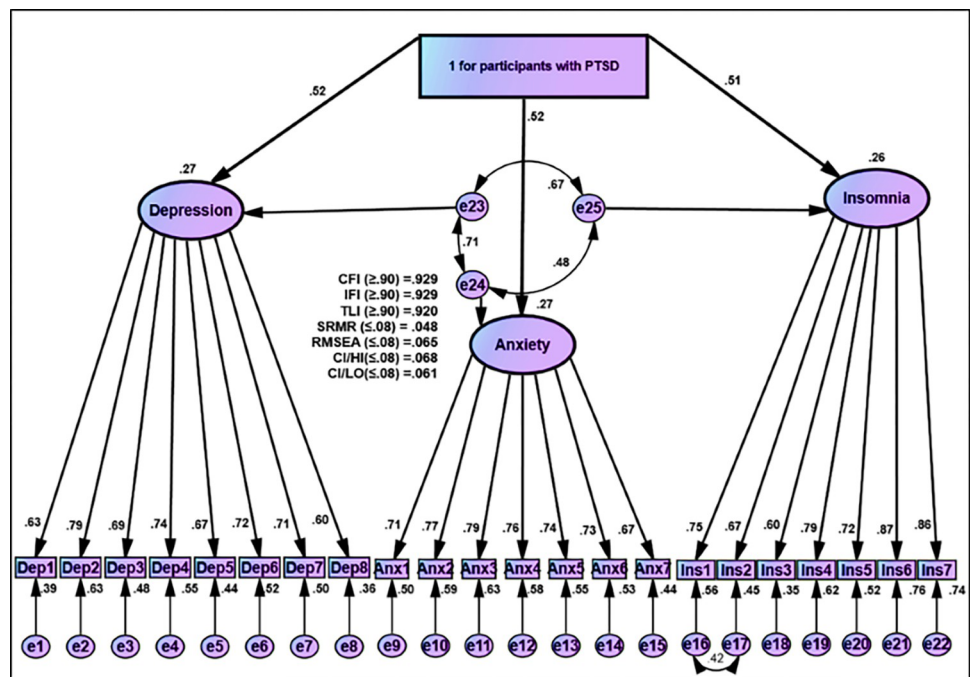 1 for participants with PTSD
.52
.52
.51
.27
.26
Depression
e23
.67
e25
Insomnia
.71
.48
e24
.27
CFI (≥.90) =.929
IFI (≥.90) =.929
TLI (≥.90) =.920
SRMR (≤.08) = .048
RMSEA (≤.08) =.065
CI/HI(≤.08) =.068
CI/LO(≤.08) =.061
Anxiety
.63 .79 .69 .74 .67 .72 .71 .60 .71 .77 .79 .76 .74 .73 .67 .75 .67 .60 .79 .72 .87 .86
Dep1 Dep2 Dep3 Dep4 Dep5 Dep6 Dep7 Dep8 Anx1 Anx2 Anx3 Anx4 Anx5 Anx6 Anx7 Ins1 Ins2 Ins3 Ins4 Ins5 Ins6 Ins7
.39 .63 .48 .55 .44 .52 .50 .36 .50 .59 .63 .58 .55 .53 .44 .56 .45 .35 .62 .52 .76 .74
e1 e2 e3 e4 e5 e6 e7 e8 e9 e10 e11 e12 e13 e14 e15 e16 e17 e18 e19 e20 e21 e22
.42